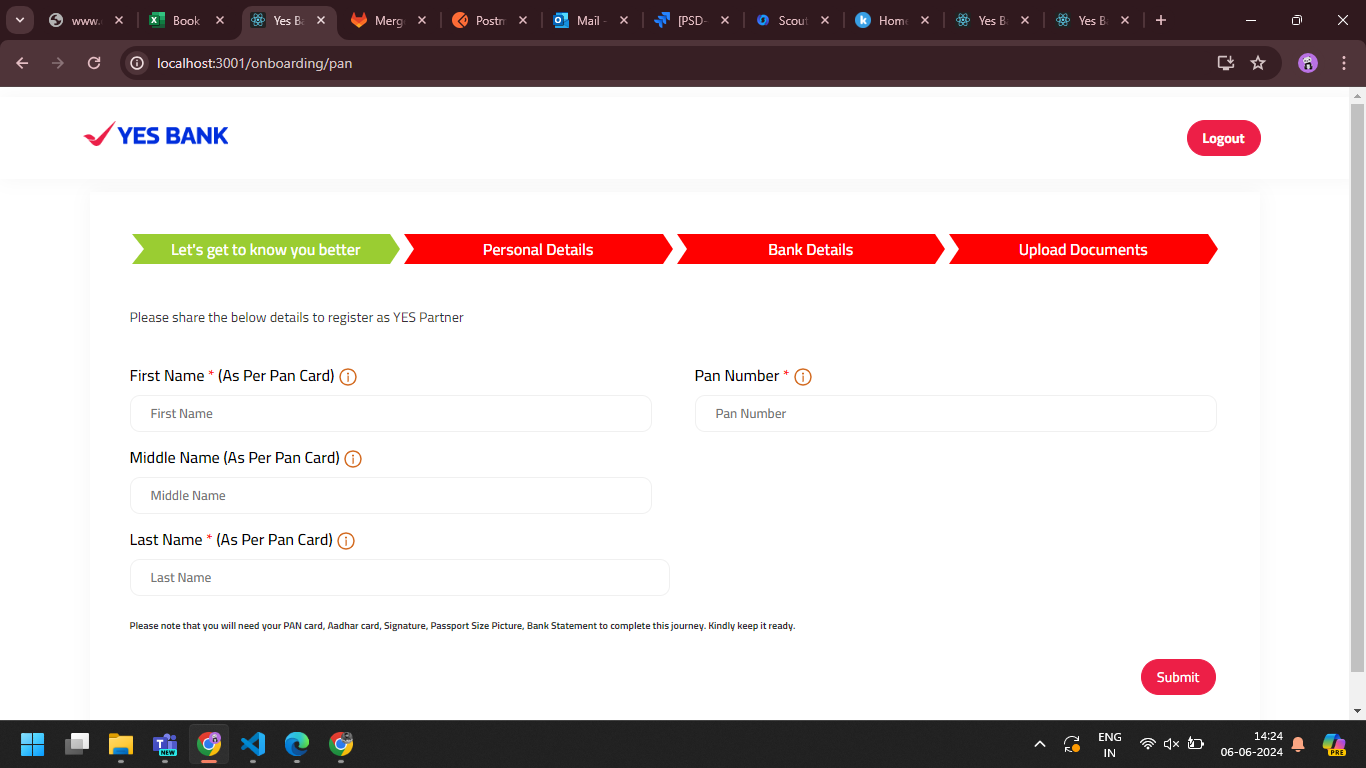 www.
Book
Yes Ba
Merge
Postm
Mail -
[PSD-
Scout
Home
Yes Ba
Yes Ba
localhost:3001/onboarding/pan
YES BANK
Logout
Let's get to know you better
Personal Details
Bank Details
Upload Documents
Please share the below details to register as YES Partner
First Name * (As Per Pan Card)
Pan Number *
First Name
Pan Number
Middle Name (As Per Pan Card)
Middle Name
Last Name * (As Per Pan Card)
Last Name
Please note that you will need your PAN card, Aadhar card, Signature, Passport Size Picture, Bank Statement to complete this journey. Kindly keep it ready.
Submit
NEW
ENG
IN
14:24
06-06-2024
PRE